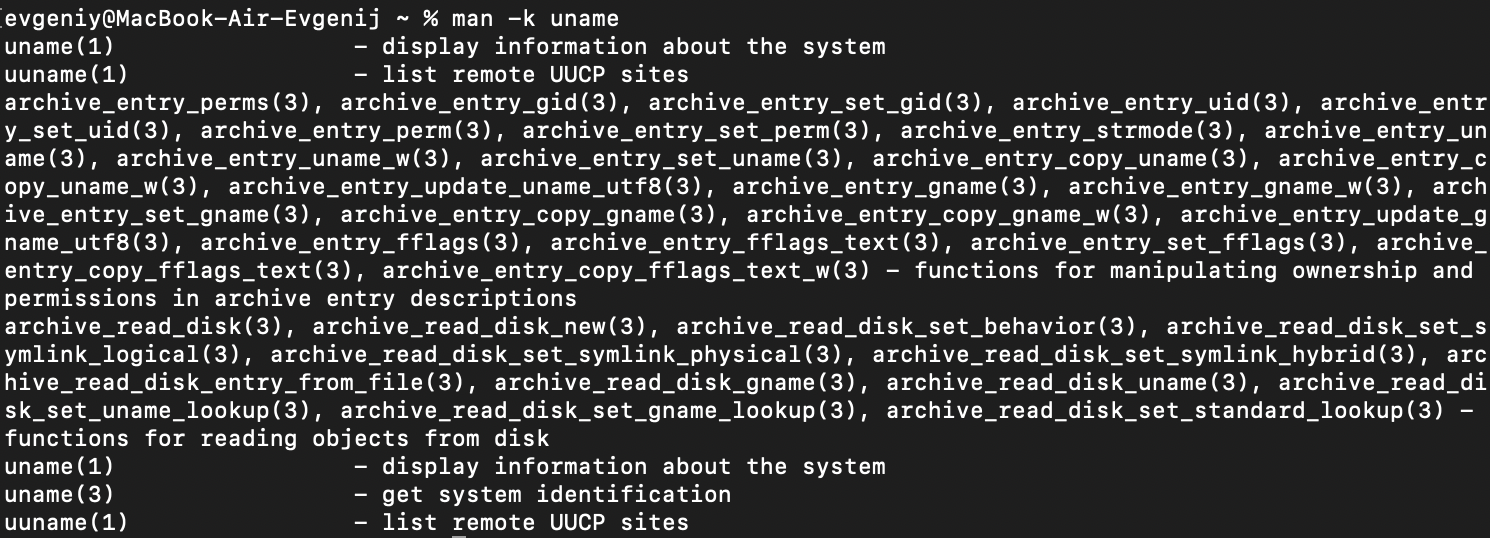 evgeniy@MacBook-Air-Evgenij ~ % man -k uname
uname(1)                 - display information about the system
uuname(1)                - list remote UUCP sites
archive_entry_perms(3), archive_entry_gid(3), archive_entry_set_gid(3), archive_entry_uid(3), archive_entr
y_set_uid(3), archive_entry_perm(3), archive_entry_set_perm(3), archive_entry_strmode(3), archive_entry_un
ame(3), archive_entry_uname_w(3), archive_entry_set_uname(3), archive_entry_copy_uname(3), archive_entry_c
opy_uname_w(3), archive_entry_update_uname_utf8(3), archive_entry_gname(3), archive_entry_gname_w(3), arch
ive_entry_set_gname(3), archive_entry_copy_gname(3), archive_entry_copy_gname_w(3), archive_entry_update_g
name_utf8(3), archive_entry_fflags(3), archive_entry_fflags_text(3), archive_entry_set_fflags(3), archive_
entry_copy_fflags_text(3), archive_entry_copy_fflags_text_w(3) - functions for manipulating ownership and
permissions in archive entry descriptions
archive_read_disk(3), archive_read_disk_new(3), archive_read_disk_set_behavior(3), archive_read_disk_set_s
ymlink_logical(3), archive_read_disk_set_symlink_physical(3), archive_read_disk_set_symlink_hybrid(3), arc
hive_read_disk_entry_from_file(3), archive_read_disk_gname(3), archive_read_disk_uname(3), archive_read_di
sk_set_uname_lookup(3), archive_read_disk_set_gname_lookup(3), archive_read_disk_set_standard_lookup(3) -
functions for reading objects from disk
uname(1)                 - display information about the system
uname(3)                 - get system identification
uuname(1)                - list remote UUCP sites